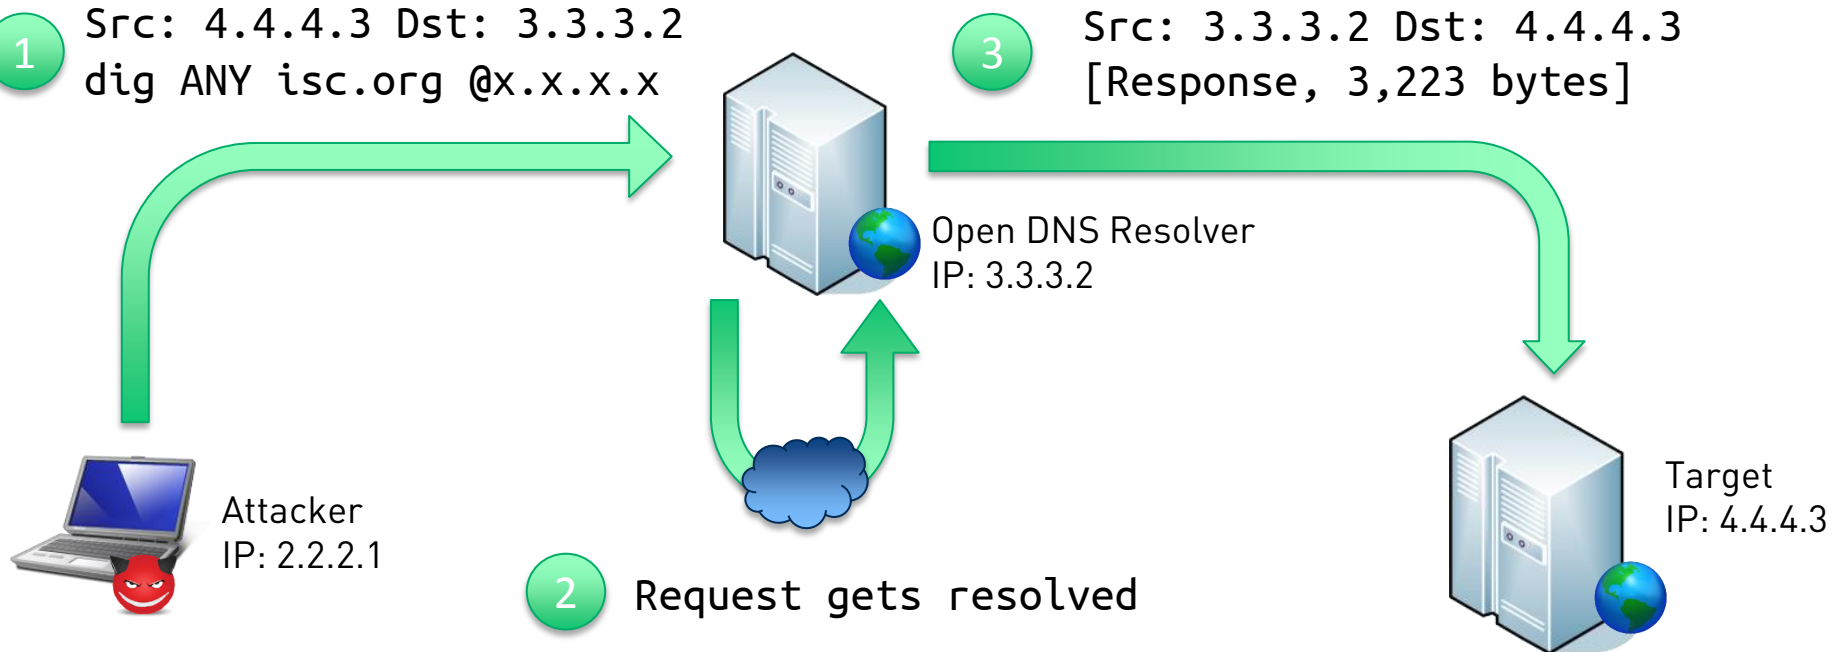 1
Src: 4.4.4.3 Dst: 3.3.3.2
dig ANY isc.org @x.x.x.x
3
Src: 3.3.3.2 Dst: 4.4.4.3
[Response, 3,223 bytes]
Open DNS Resolver
IP: 3.3.3.2
Attacker
IP: 2.2.2.1
Target
IP: 4.4.4.3
2
Request gets resolved